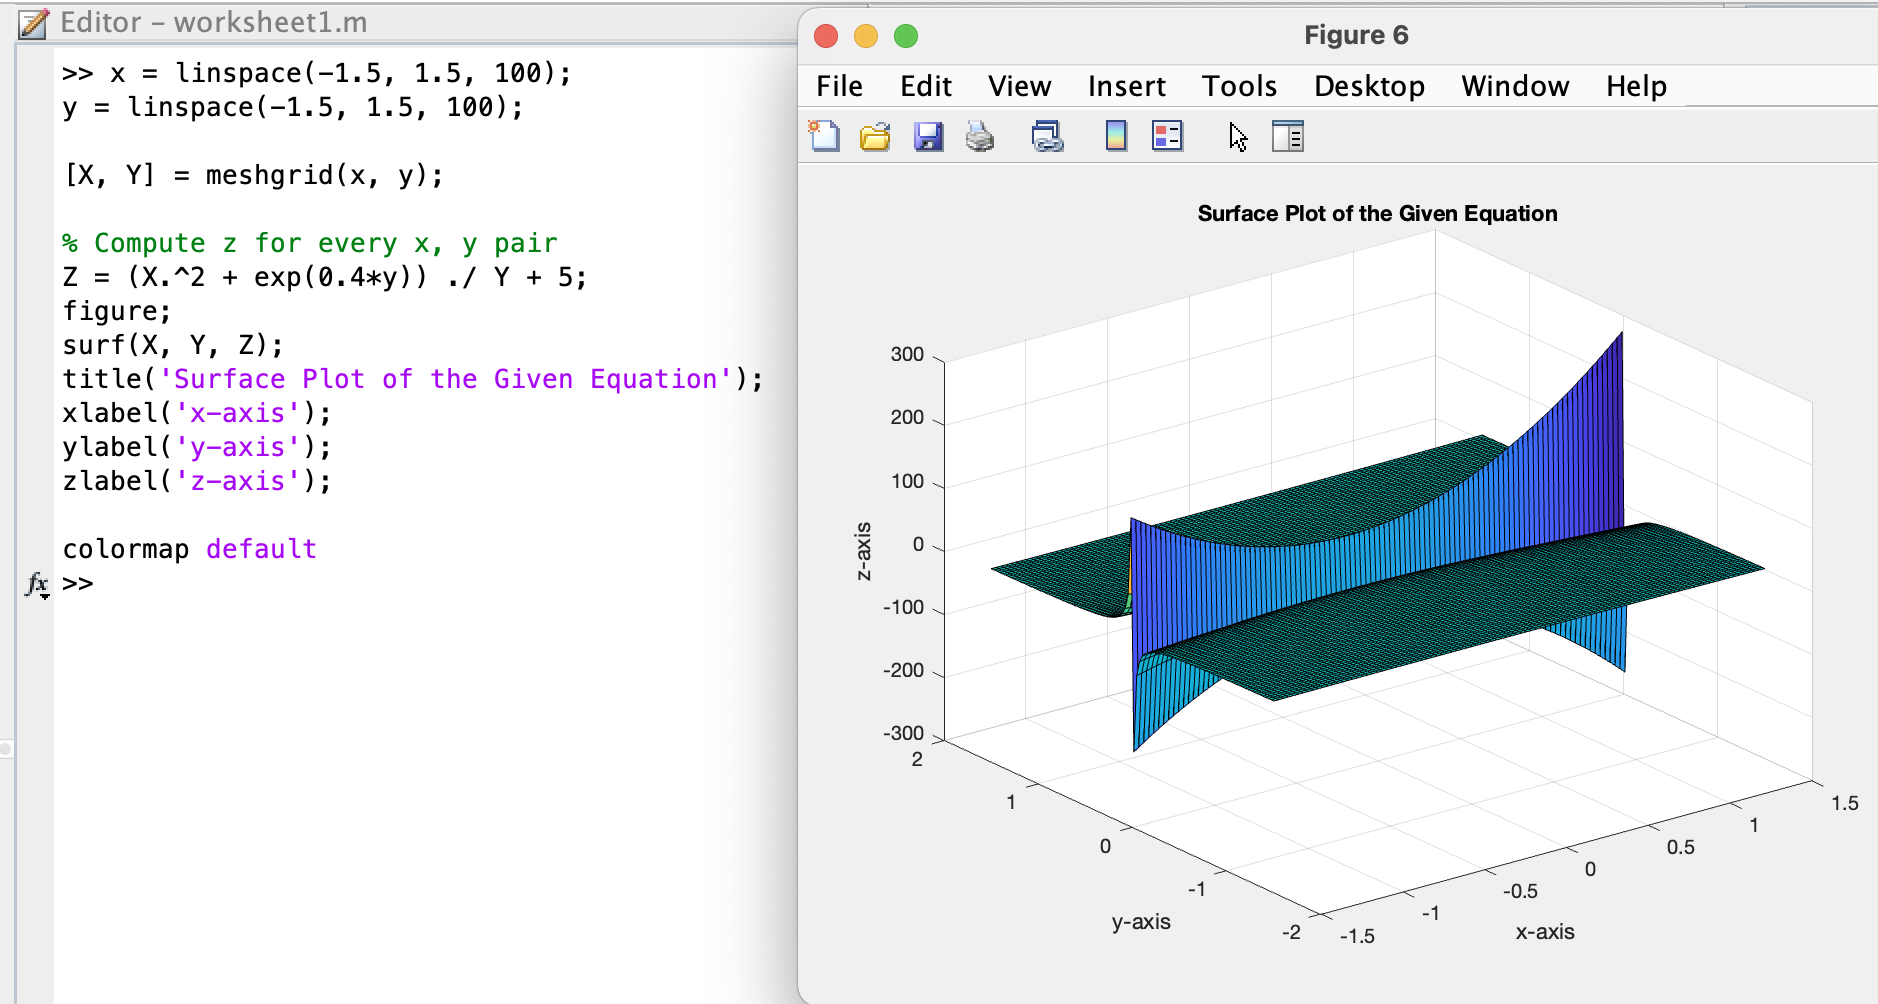 Editor – worksheet1.m
>> x = linspace(-1.5, 1.5, 100);
y = linspace(-1.5, 1.5, 100);
[X, Y] = meshgrid(x, y);
% Compute z for every x, y pair
Z = (X.^2 + exp(0.4*y)) ./ Y + 5;
figure;
surf(X, Y, Z);
title('Surface Plot of the Given Equation');
xlabel('x-axis');
ylabel('y-axis');
zlabel('z-axis');
colormap default
fx >>
Figure 6
File Edit View Insert Tools Desktop Window Help
Surface Plot of the Given Equation
300
200
100
0
-100
-200
-300
z-axis
2
1
0
-1
-2
y-axis
-1.5
-1
-0.5
0
0.5
1
1.5
x-axis